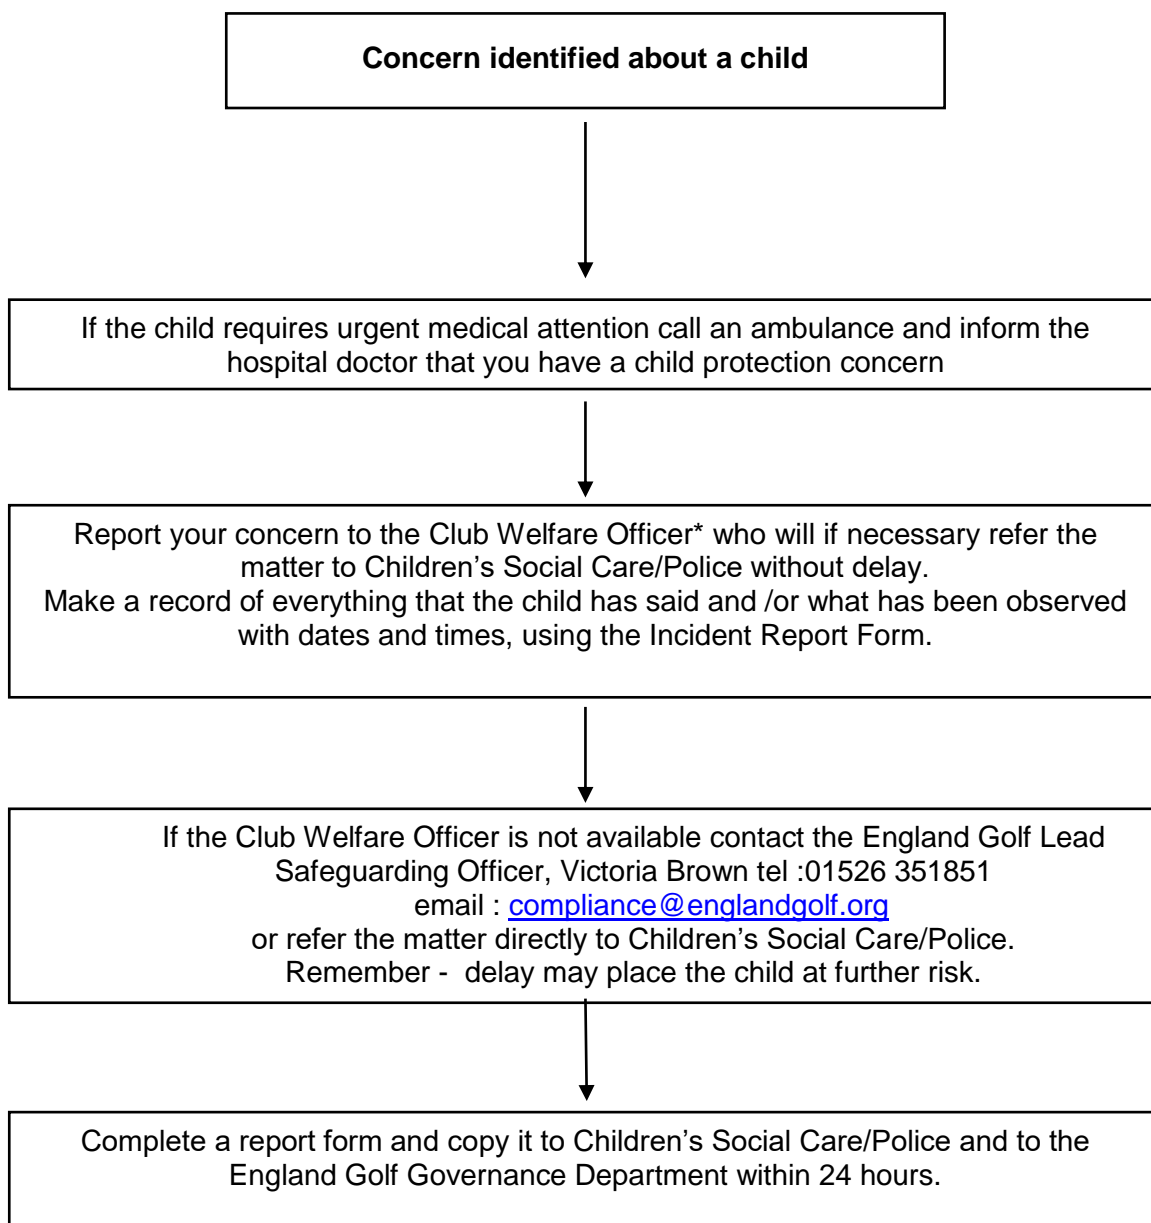 Concern identified about a child
If the child requires urgent medical attention call an ambulance and inform the
hospital doctor that you have a child protection concern
Report your concern to the Club Welfare Officer* who will if necessary refer the
matter to Children’s Social Care/Police without delay.
Make a record of everything that the child has said and /or what has been observed
with dates and times, using the Incident Report Form.
If the Club Welfare Officer is not available contact the England Golf Lead
Safeguarding Officer, Victoria Brown tel :01526 351851
email : compliance@englandgolf.org
or refer the matter directly to Children’s Social Care/Police.
Remember -  delay may place the child at further risk.
Complete a report form and copy it to Children’s Social Care/Police and to the
England Golf Governance Department within 24 hours.